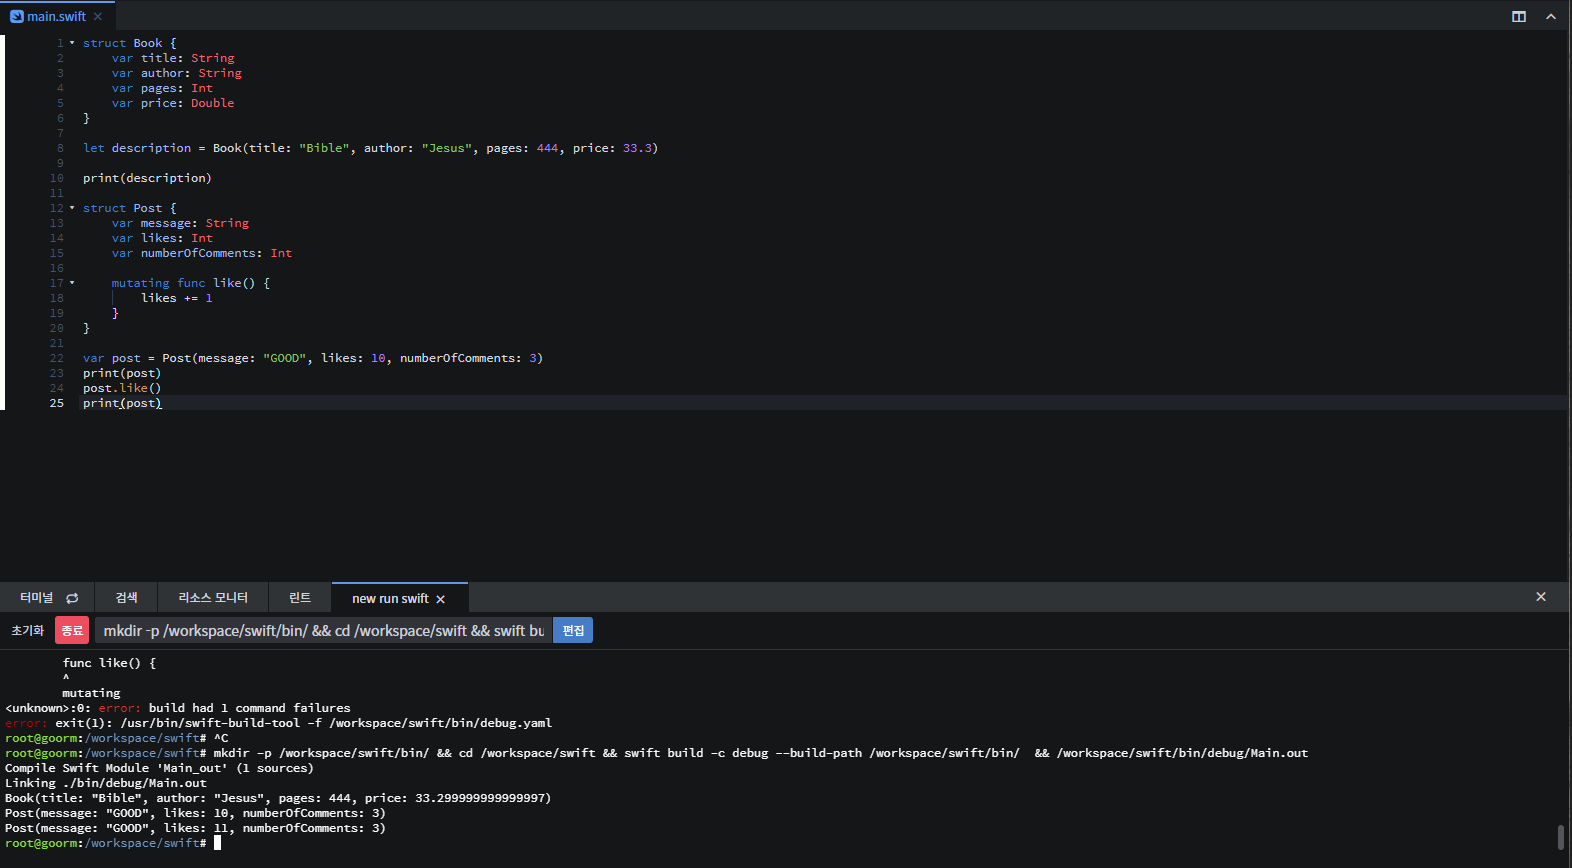 main.swift
1 struct Book {
2 var title: String
3 var author: String
4 var pages: Int
5 var price: Double
6 }
7
8 let description = Book(title: "Bible", author: "Jesus", pages: 444, price: 33.3)
9
10 print(description)
11
12 struct Post {
13 var message: String
14 var likes: Int
15 var numberOfComments: Int
16
17 mutating func like() {
18 likes += 1
19 }
20 }
21
22 var post = Post(message: "GOOD", likes: 10, numberOfComments: 3)
23 print(post)
24 post.like()
25 print(post)
터미널 검색 리소스 모니터 린트 new run swift
초기화 종료 mkdir -p /workspace/swift/bin/ && cd /workspace/swift && swift bu 편집
func like() {
^
mutating
<unknown>:0: error: build had 1 command failures
error: exit(1): /usr/bin/swift-build-tool -f /workspace/swift/bin/debug.yaml
root@goorm:/workspace/swift# ^C
root@goorm:/workspace/swift# mkdir -p /workspace/swift/bin/ && cd /workspace/swift && swift build -c debug --build-path /workspace/swift/bin/  && /workspace/swift/bin/debug/Main.out
Compile Swift Module 'Main_out' (1 sources)
Linking ./bin/debug/Main.out
Book(title: "Bible", author: "Jesus", pages: 444, price: 33.299999999999997)
Post(message: "GOOD", likes: 10, numberOfComments: 3)
Post(message: "GOOD", likes: 11, numberOfComments: 3)
root@goorm:/workspace/swift#